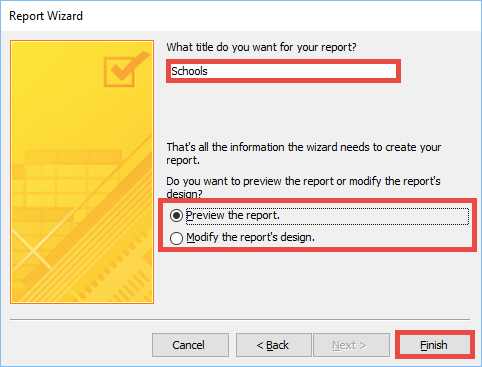 Report Wizard
What title do you want for your report?
Schools
That's all the information the wizard needs to create your
report.
Do you want to preview the report or modify the report's
design?
Preview the report.
Modify the report's design.
Cancel
< Back
Next >
Finish